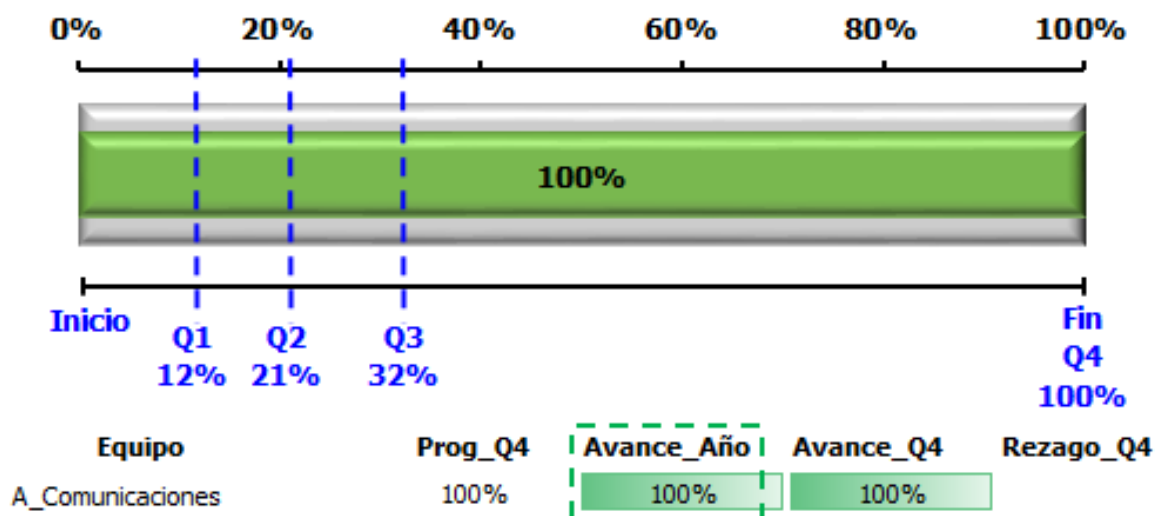 0% 20% 40% 60% 80% 100%
100%
Inicio Q1 Q2 Q3 Fin
12% 21% 32% Q4
100%
Equipo Prog_Q4 Avance_Año Avance_Q4 Rezago_Q4
A_Comunicaciones 100% 100% 100%